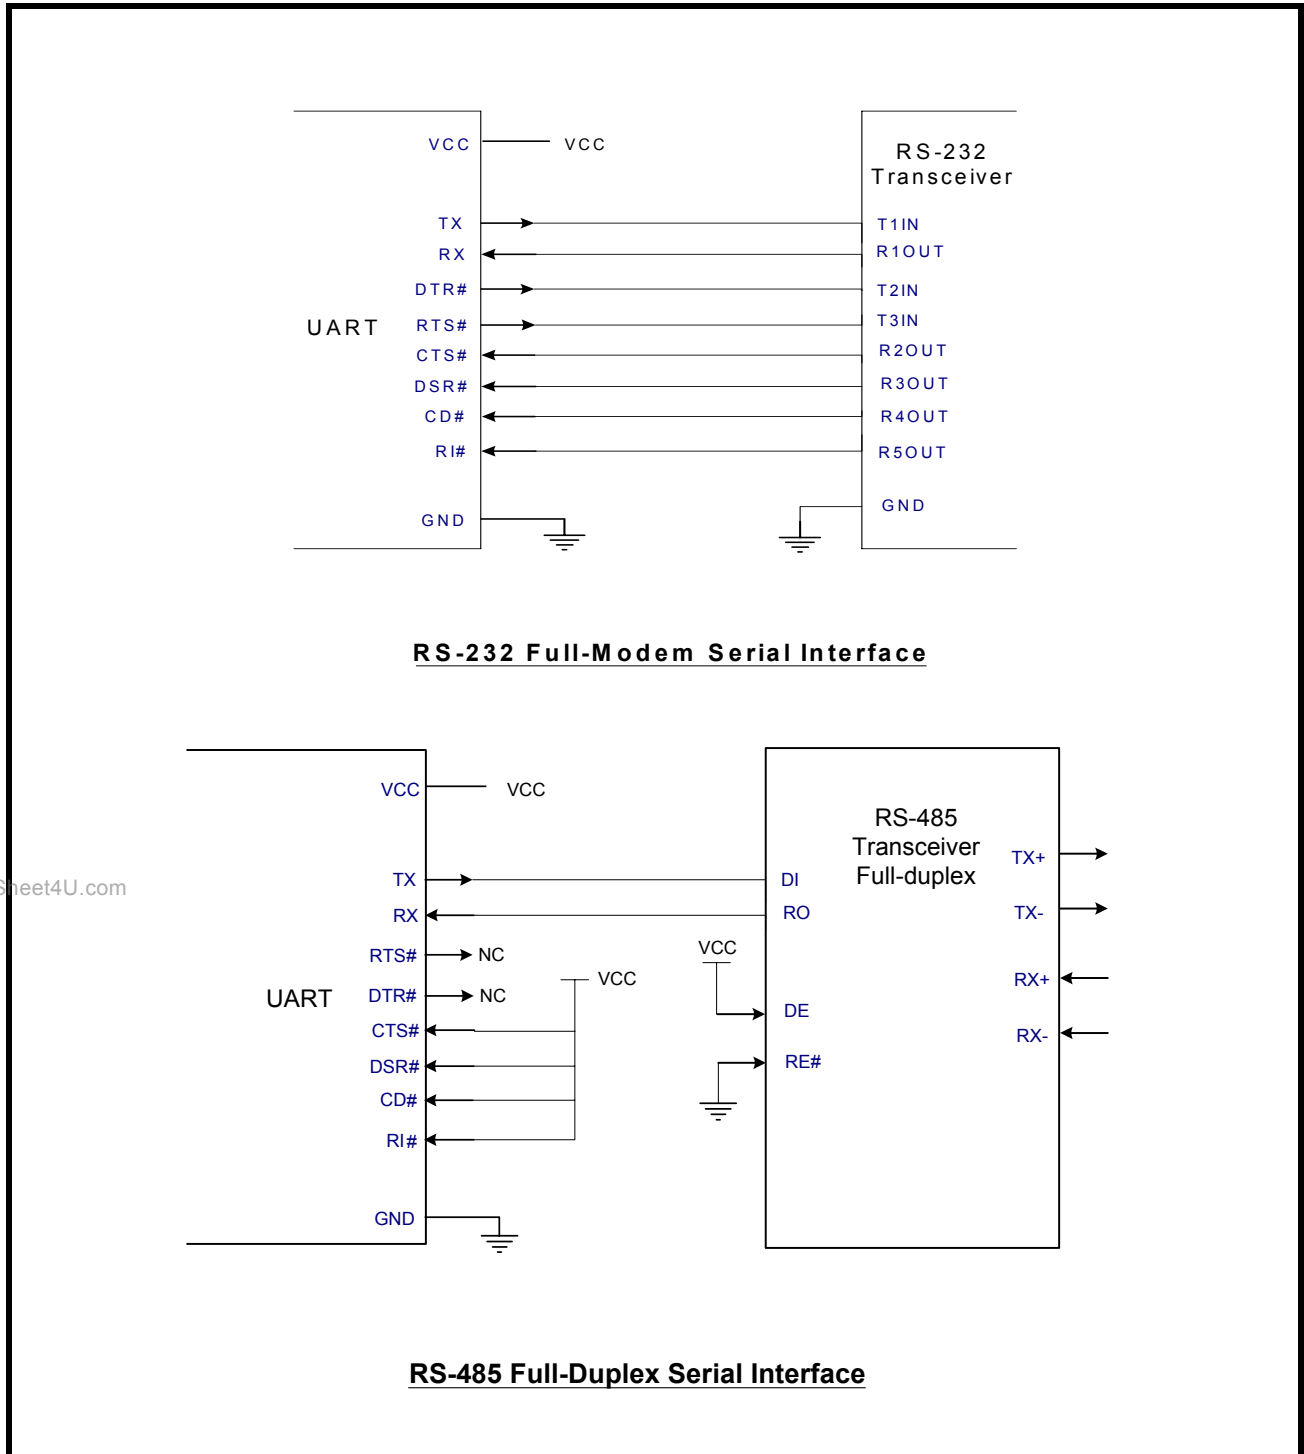 VCC VCC
RS-232
Transceiver
TX T1IN
RX R1OUT
DTR# T2IN
UART RTS# T3IN
CTS# R2OUT
DSR# R3OUT
CD# R4OUT
RI# R5OUT
GND GND
RS-232 Full-Modem Serial Interface
VCC VCC
RS-485
Transceiver
Full-duplex
TX+
heet4U.com
TX DI
RX RO TX-
RTS# NC VCC
VCC RX+
UART DTR# NC
DE
CTS# RX-
DSR# RE#
CD#
RI#
GND
RS-485 Full-Duplex Serial Interface